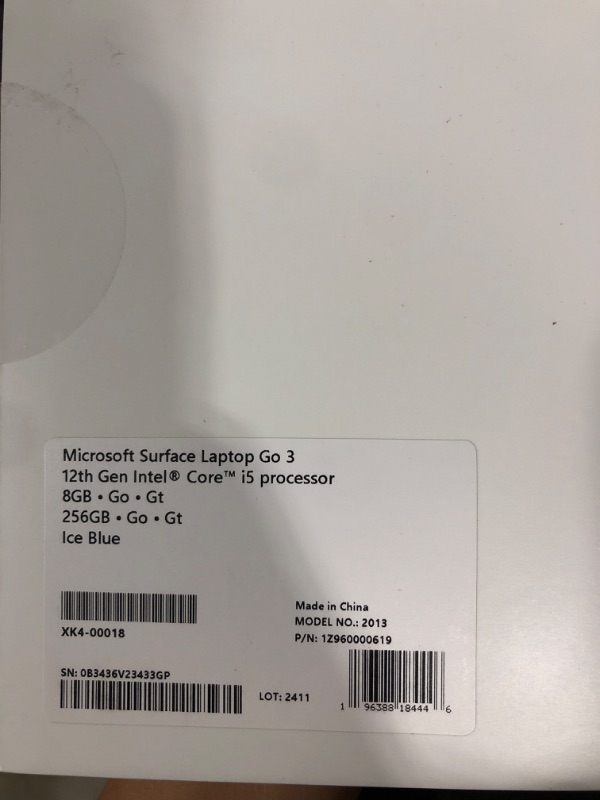 Microsoft Surface Laptop Go 3
12th Gen Intel® Core™ i5 processor
8GB • Go • Gt
256GB • Go • Gt
Ice Blue
XK4-00018
Made in China
MODEL NO.: 2013
P/N: 1Z960000619
SN: 0B3436V23433GP
LOT: 2411
1 96388 18444 6